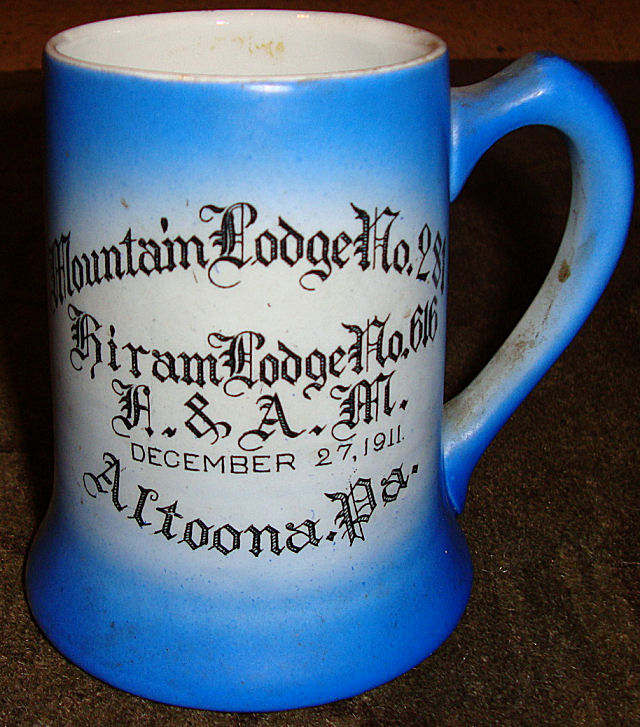 Mountain Lodge No. 281
Hiram Lodge No. 616
F. & A. M.
DECEMBER 27, 1911.
Altoona. Pa.